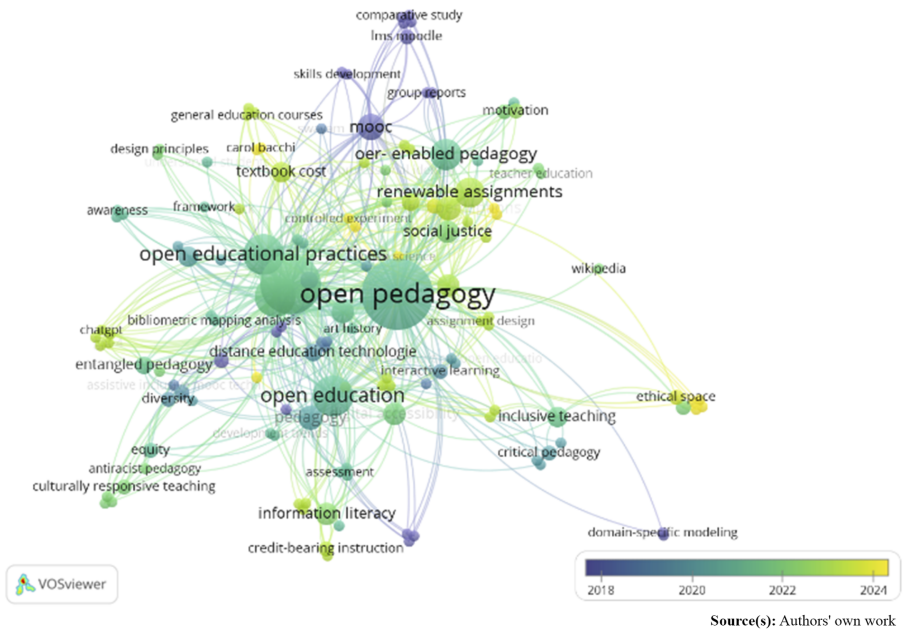 comparative study
lms moodle
skills development
group reports
general education courses
motivation
mooc
design principles
carol bacchi
oer- enabled pedagogy
textbook cost
teacher education
renewable assignments
awareness
framework
controlled experiment
social justice
open educational practices
science
wikipedia
open pedagogy
bibliometric mapping analysis
assignment design
chatgpt
art history
distance education technologie
entangled pedagogy
interactive learning
diversity
open education
ethical space
pedagogy
inclusive teaching
development trends
equity
critical pedagogy
antiracist pedagogy
assessment
culturally responsive teaching
information literacy
domain-specific modeling
credit-bearing instruction
VOSviewer
2018 2020 2022 2024
Source(s): Authors' own work